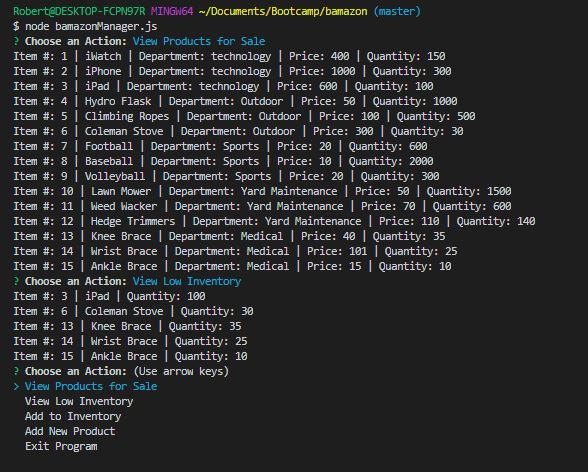 Robert@DESKTOP-FCPN97R MINGW64 ~/Documents/Bootcamp/bamazon (master)
$ node bamazonManager.js
? Choose an Action: View Products for Sale
Item #: 1 | iWatch | Department: technology | Price: 400 | Quantity: 150
Item #: 2 | iPhone | Department: technology | Price: 1000 | Quantity: 300
Item #: 3 | iPad | Department: technology | Price: 600 | Quantity: 100
Item #: 4 | Hydro Flask | Department: Outdoor | Price: 50 | Quantity: 1000
Item #: 5 | Climbing Ropes | Department: Outdoor | Price: 100 | Quantity: 500
Item #: 6 | Coleman Stove | Department: Outdoor | Price: 300 | Quantity: 30
Item #: 7 | Football | Department: Sports | Price: 20 | Quantity: 600
Item #: 8 | Baseball | Department: Sports | Price: 10 | Quantity: 2000
Item #: 9 | Volleyball | Department: Sports | Price: 20 | Quantity: 300
Item #: 10 | Lawn Mower | Department: Yard Maintenance | Price: 50 | Quantity: 1500
Item #: 11 | Weed Wacker | Department: Yard Maintenance | Price: 70 | Quantity: 600
Item #: 12 | Hedge Trimmers | Department: Yard Maintenance | Price: 110 | Quantity: 140
Item #: 13 | Knee Brace | Department: Medical | Price: 40 | Quantity: 35
Item #: 14 | Wrist Brace | Department: Medical | Price: 101 | Quantity: 25
Item #: 15 | Ankle Brace | Department: Medical | Price: 15 | Quantity: 10
? Choose an Action: View Low Inventory
Item #: 3 | iPad | Quantity: 100
Item #: 6 | Coleman Stove | Quantity: 30
Item #: 13 | Knee Brace | Quantity: 35
Item #: 14 | Wrist Brace | Quantity: 25
Item #: 15 | Ankle Brace | Quantity: 10
? Choose an Action: (Use arrow keys)
> View Products for Sale
View Low Inventory
Add to Inventory
Add New Product
Exit Program